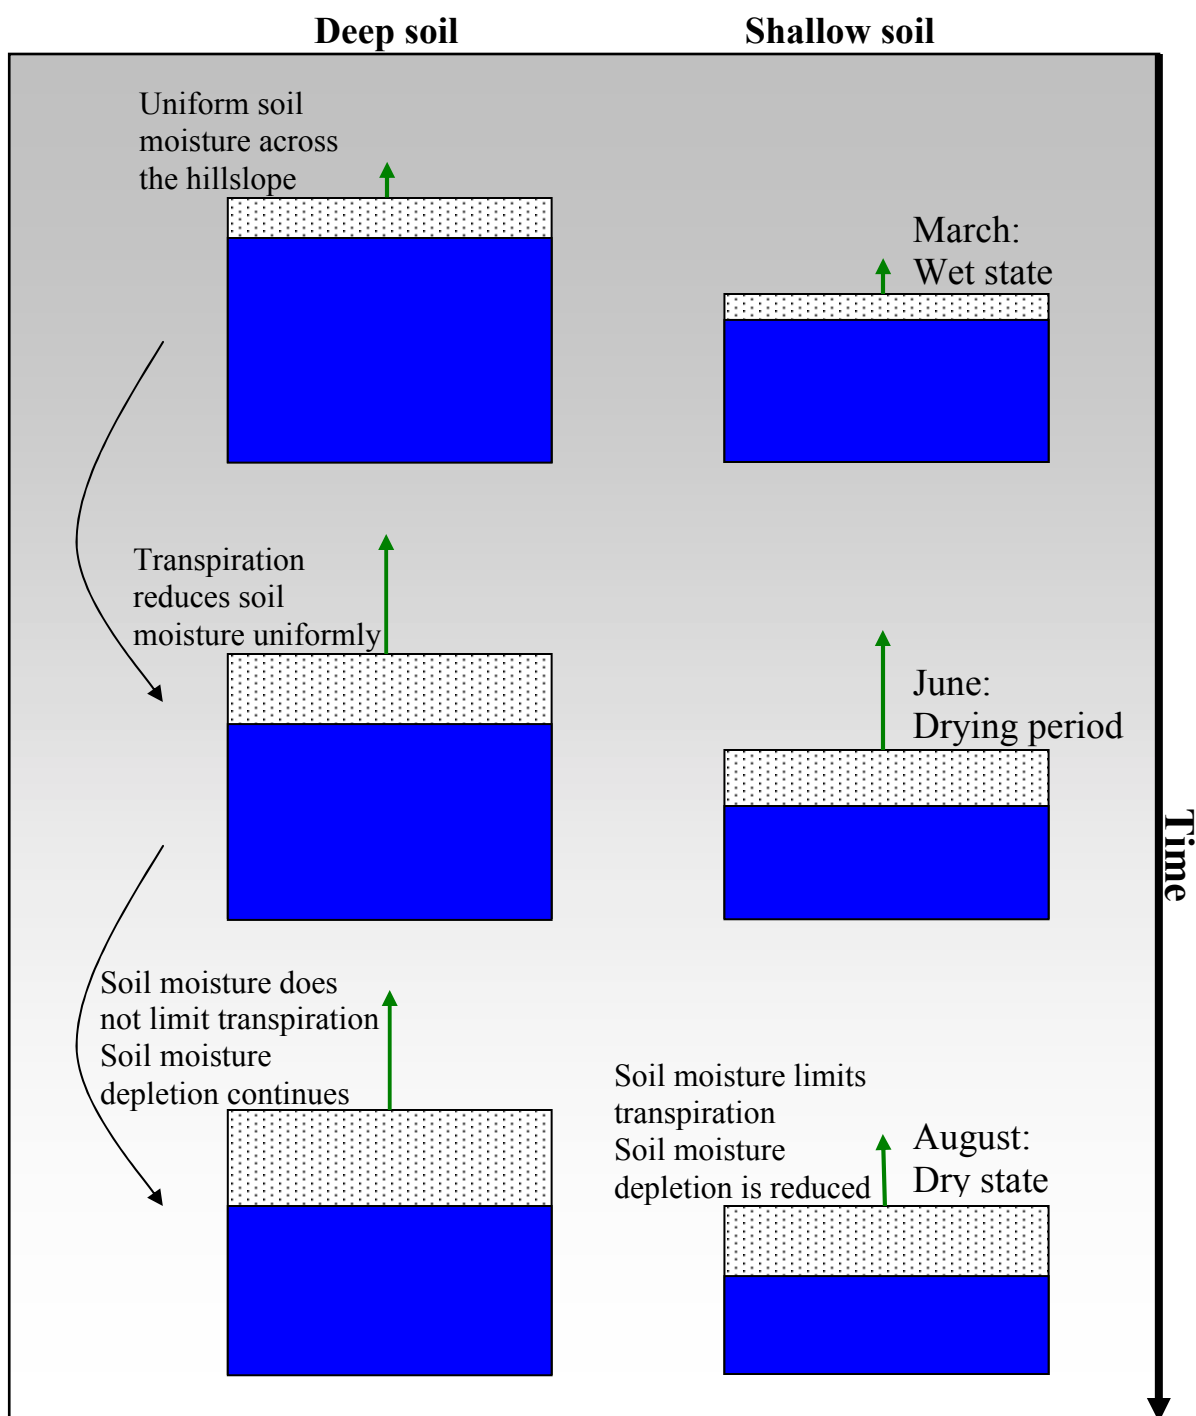 Deep soil
Shallow soil
Uniform soil
moisture across
the hillslope
March:
Wet state
Transpiration
reduces soil
moisture uniformly
June:
Drying period
Time
Soil moisture does
not limit transpiration
Soil moisture
depletion continues
Soil moisture limits
transpiration
Soil moisture
depletion is reduced
August:
Dry state